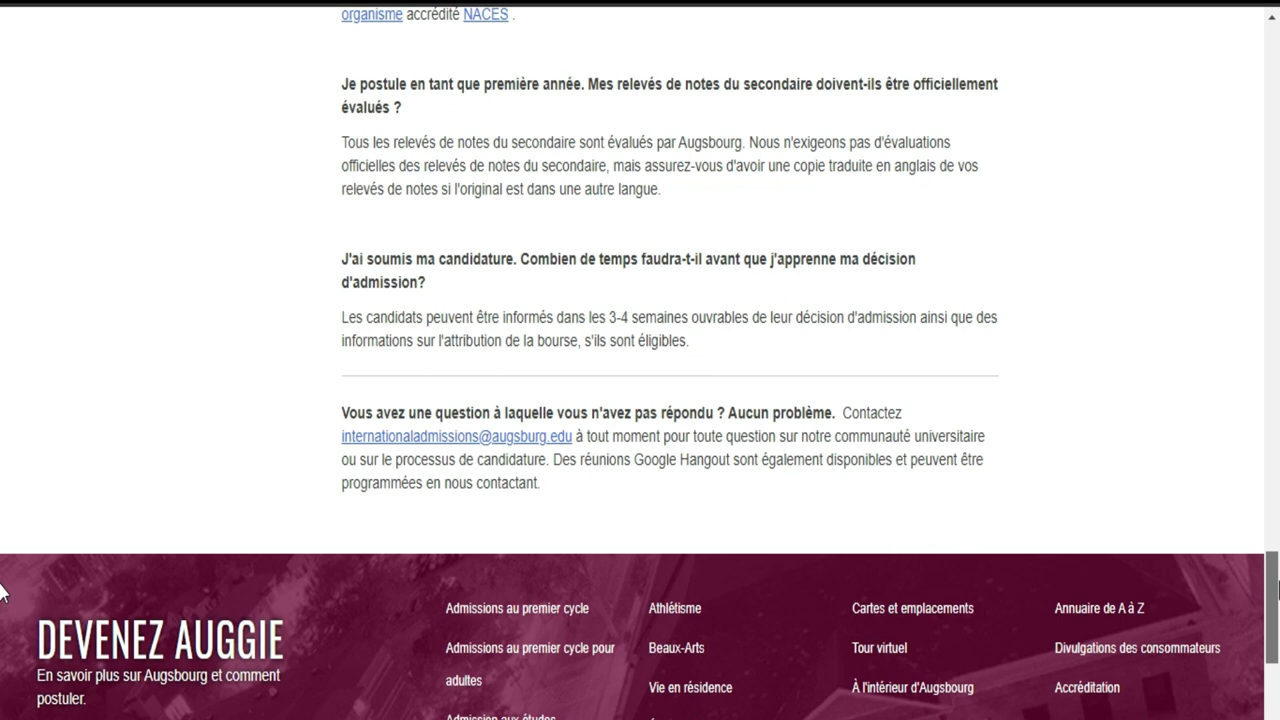 organisme accrédité NACES .
Je postule en tant que première année. Mes relevés de notes du secondaire doivent-ils être officiellement
évalués ?
Tous les relevés de notes du secondaire sont évalués par Augsbourg. Nous n'exigeons pas d'évaluations
officielles des relevés de notes du secondaire, mais assurez-vous d'avoir une copie traduite en anglais de vos
relevés de notes si l'original est dans une autre langue.
J'ai soumis ma candidature. Combien de temps faudra-t-il avant que j'apprenne ma décision
d'admission?
Les candidats peuvent être informés dans les 3-4 semaines ouvrables de leur décision d'admission ainsi que des
informations sur l'attribution de la bourse, s'ils sont éligibles.
Vous avez une question à laquelle vous n'avez pas répondu ? Aucun problème. Contactez
internationaladmissions@augsburg.edu à tout moment pour toute question sur notre communauté universitaire
ou sur le processus de candidature. Des réunions Google Hangout sont également disponibles et peuvent être
programmées en nous contactant.
DEVENEZ AUGGIE
En savoir plus sur Augsbourg et comment
postuler.
Admissions au premier cycle
Admissions au premier cycle pour
adultes
Admission aux études
Athlétisme
Beaux-Arts
Vie en résidence
Cartes et emplacements
Tour virtuel
À l'intérieur d'Augsbourg
Annuaire de A à Z
Divulgations des consommateurs
Accréditation